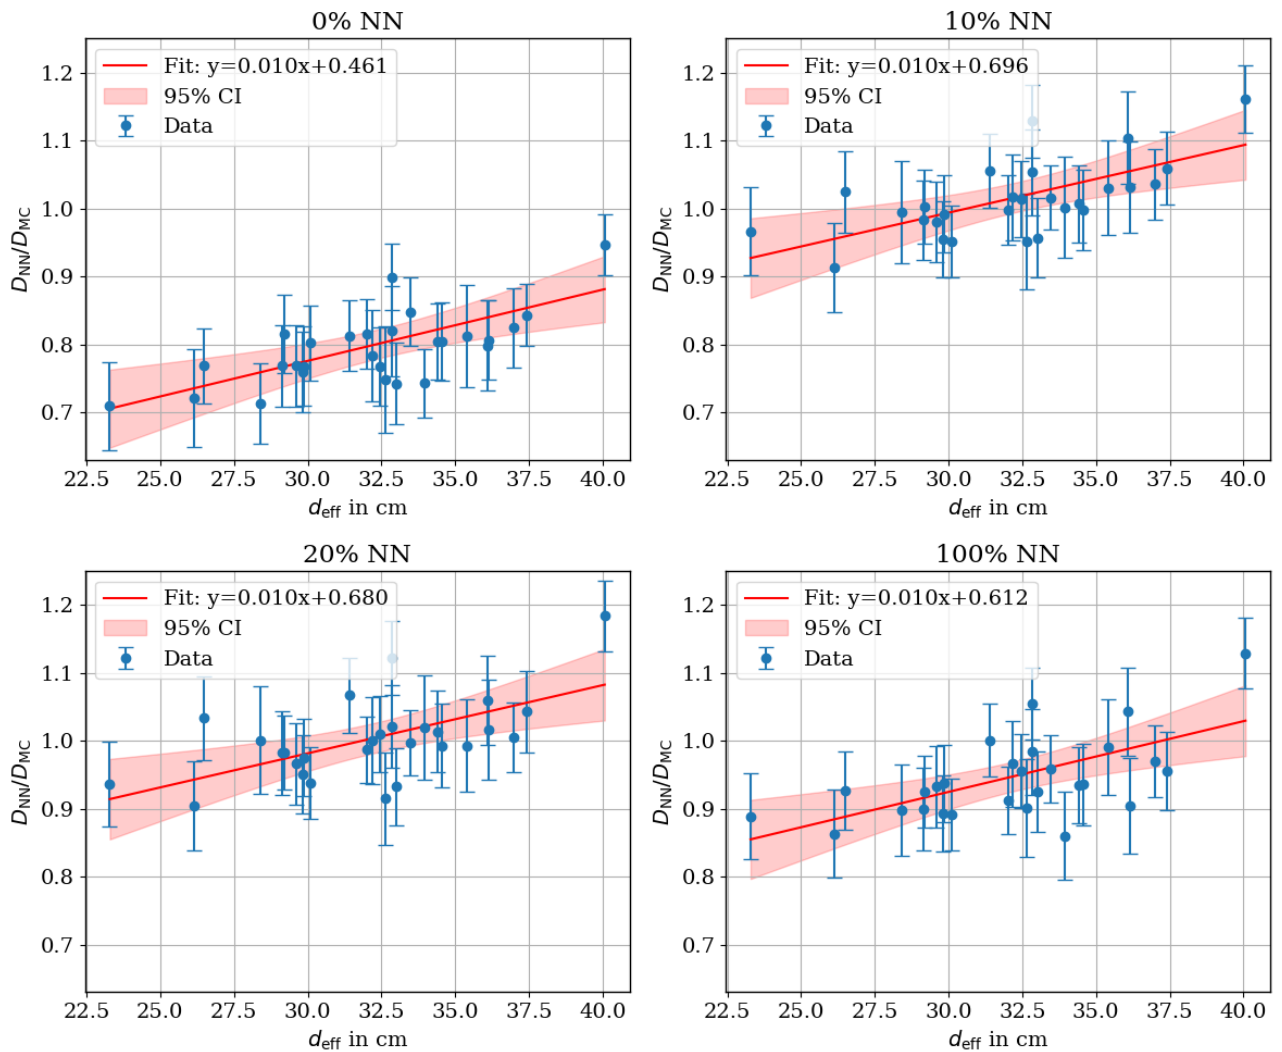 0% NN
Fit: y=0.010x+0.461
95% CI
Data
D_NN/D_MC
1.2
1.1
1.0
0.9
0.8
0.7
22.5 25.0 27.5 30.0 32.5 35.0 37.5 40.0
d_eff in cm
10% NN
Fit: y=0.010x+0.696
95% CI
Data
D_NN/D_MC
1.2
1.1
1.0
0.9
0.8
0.7
22.5 25.0 27.5 30.0 32.5 35.0 37.5 40.0
d_eff in cm
20% NN
Fit: y=0.010x+0.680
95% CI
Data
D_NN/D_MC
1.2
1.1
1.0
0.9
0.8
0.7
22.5 25.0 27.5 30.0 32.5 35.0 37.5 40.0
d_eff in cm
100% NN
Fit: y=0.010x+0.612
95% CI
Data
D_NN/D_MC
1.2
1.1
1.0
0.9
0.8
0.7
22.5 25.0 27.5 30.0 32.5 35.0 37.5 40.0
d_eff in cm